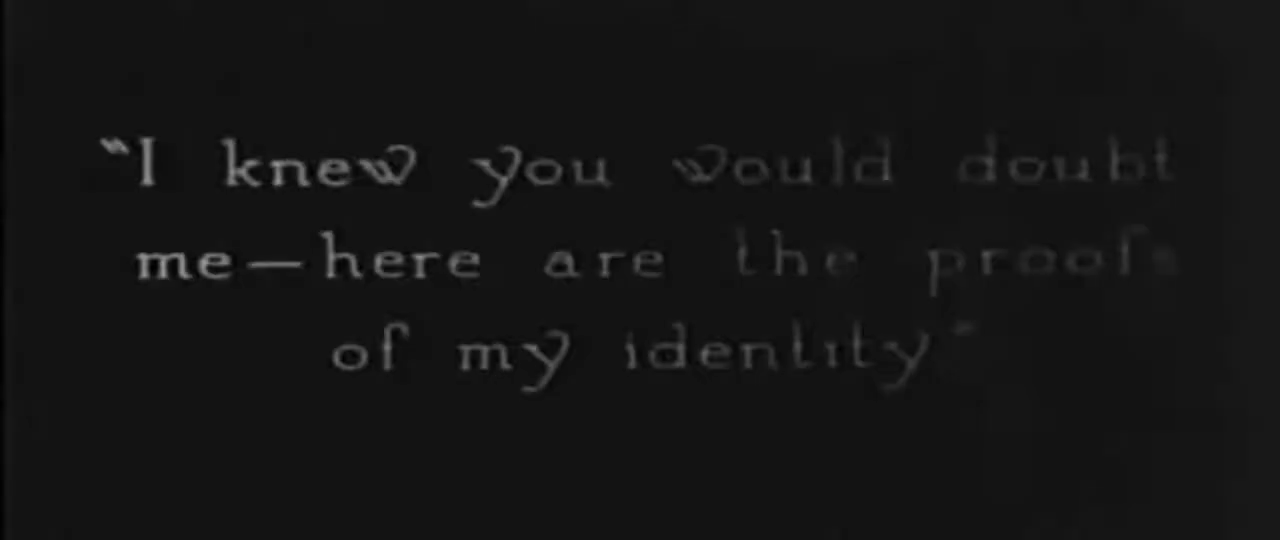 “I knew you would doubt
me—here are the proofs
of my identity”